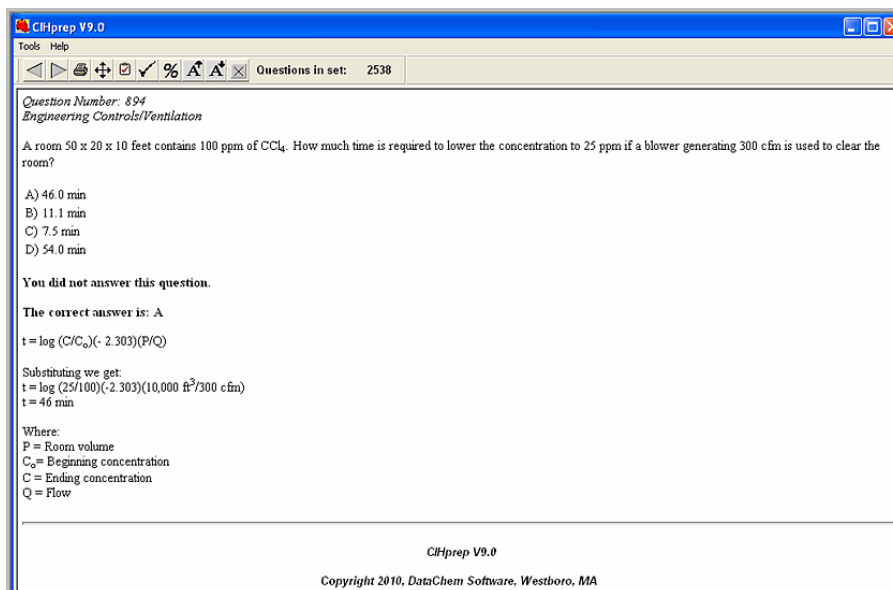 CIHprep V9.0
Tools Help
% A A Questions in set: 2538
Question Number: 894
Engineering Controls/Ventilation
A room 50 x 20 x 10 feet contains 100 ppm of CCl₄. How much time is required to lower the concentration to 25 ppm if a blower generating 300 cfm is used to clear the
room?
A) 46.0 min
B) 11.1 min
C) 7.5 min
D) 54.0 min
You did not answer this question.
The correct answer is: A
t = log (C/Cₒ)(- 2.303)(P/Q)
Substituting we get:
t = log (25/100)(-2.303)(10,000 ft³/300 cfm)
t = 46 min
Where:
P = Room volume
Cₒ= Beginning concentration
C = Ending concentration
Q = Flow
CIHprep V9.0
Copyright 2010, DataChem Software, Westboro, MA